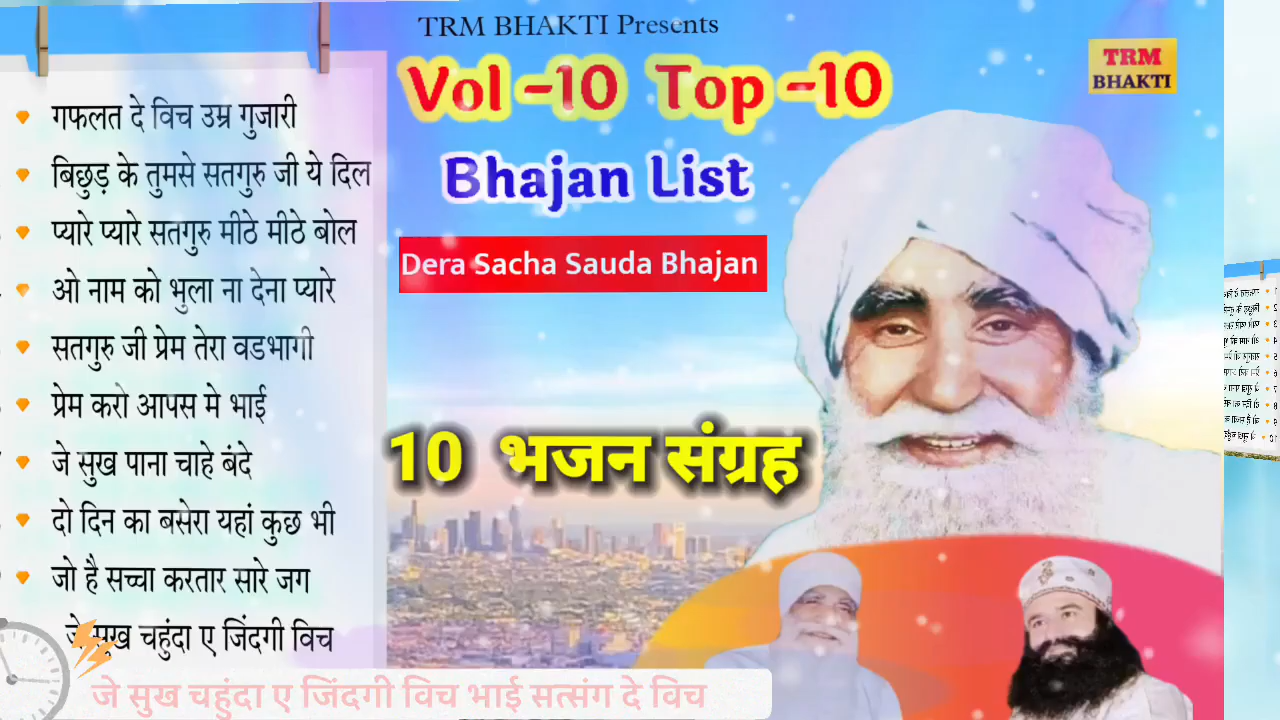 TRM BHAKTI Presents
TRM
BHAKTI
Vol -10 Top -10
Bhajan List
Dera Sacha Sauda Bhajan
10 भजन संग्रह
गफलत दे विच उम्र गुजारी
बिछुड़ के तुमसे सतगुरु जी ये दिल
प्यारे प्यारे सतगुरु मीठे मीठे बोल
ओ नाम को भुला ना देना प्यारे
सतगुरु जी प्रेम तेरा वडभागी
प्रेम करो आपस मे भाई
जे सुख पाना चाहे बंदे
दो दिन का बसेरा यहां कुछ भी
जो है सच्चा करतार सारे जग
जे सुख चहुंदा ए जिंदगी विच
जे सुख चहुंदा ए जिंदगी विच भाई सत्संग दे विच